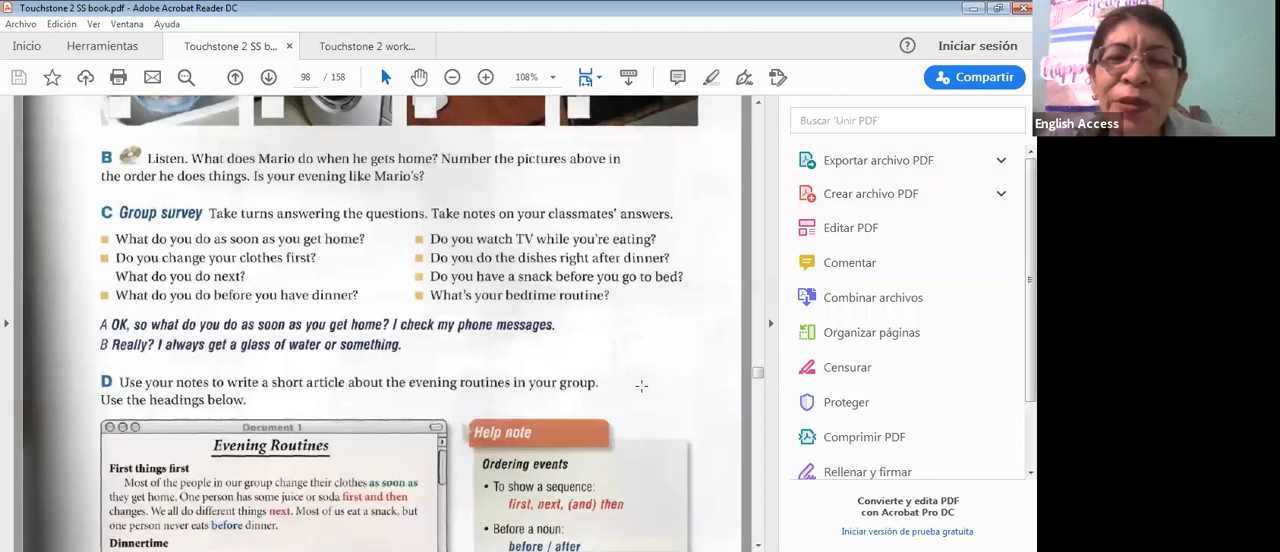 Touchstone 2 SS book.pdf - Adobe Acrobat Reader DC
Archivo Edición Ver Ventana Ayuda
Inicio Herramientas Touchstone 2 SS b... × Touchstone 2 work... Iniciar sesión
98 / 158 108% Compartir
English Access
Buscar 'Unir PDF'
Exportar archivo PDF
Crear archivo PDF
Editar PDF
Comentar
Combinar archivos
Organizar páginas
Censurar
Proteger
Comprimir PDF
Rellenar y firmar
Convierte y edita PDF
con Acrobat Pro DC
Iniciar versión de prueba gratuita
B Listen. What does Mario do when he gets home? Number the pictures above in
the order he does things. Is your evening like Mario's?
C Group survey Take turns answering the questions. Take notes on your classmates' answers.
What do you do as soon as you get home?
Do you change your clothes first?
What do you do next?
What do you do before you have dinner?
Do you watch TV while you're eating?
Do you do the dishes right after dinner?
Do you have a snack before you go to bed?
What's your bedtime routine?
A OK, so what do you do as soon as you get home? I check my phone messages.
B Really? I always get a glass of water or something.
D Use your notes to write a short article about the evening routines in your group.
Use the headings below.
Document 1
Evening Routines
First things first
Most of the people in our group change their clothes as soon as
they get home. One person has some juice or soda first and then
changes. We all do different things next. Most of us eat a snack, but
one person never eats before dinner.
Dinnertime
Help note
Ordering events
• To show a sequence:
first, next, (and) then
• Before a noun:
before / after